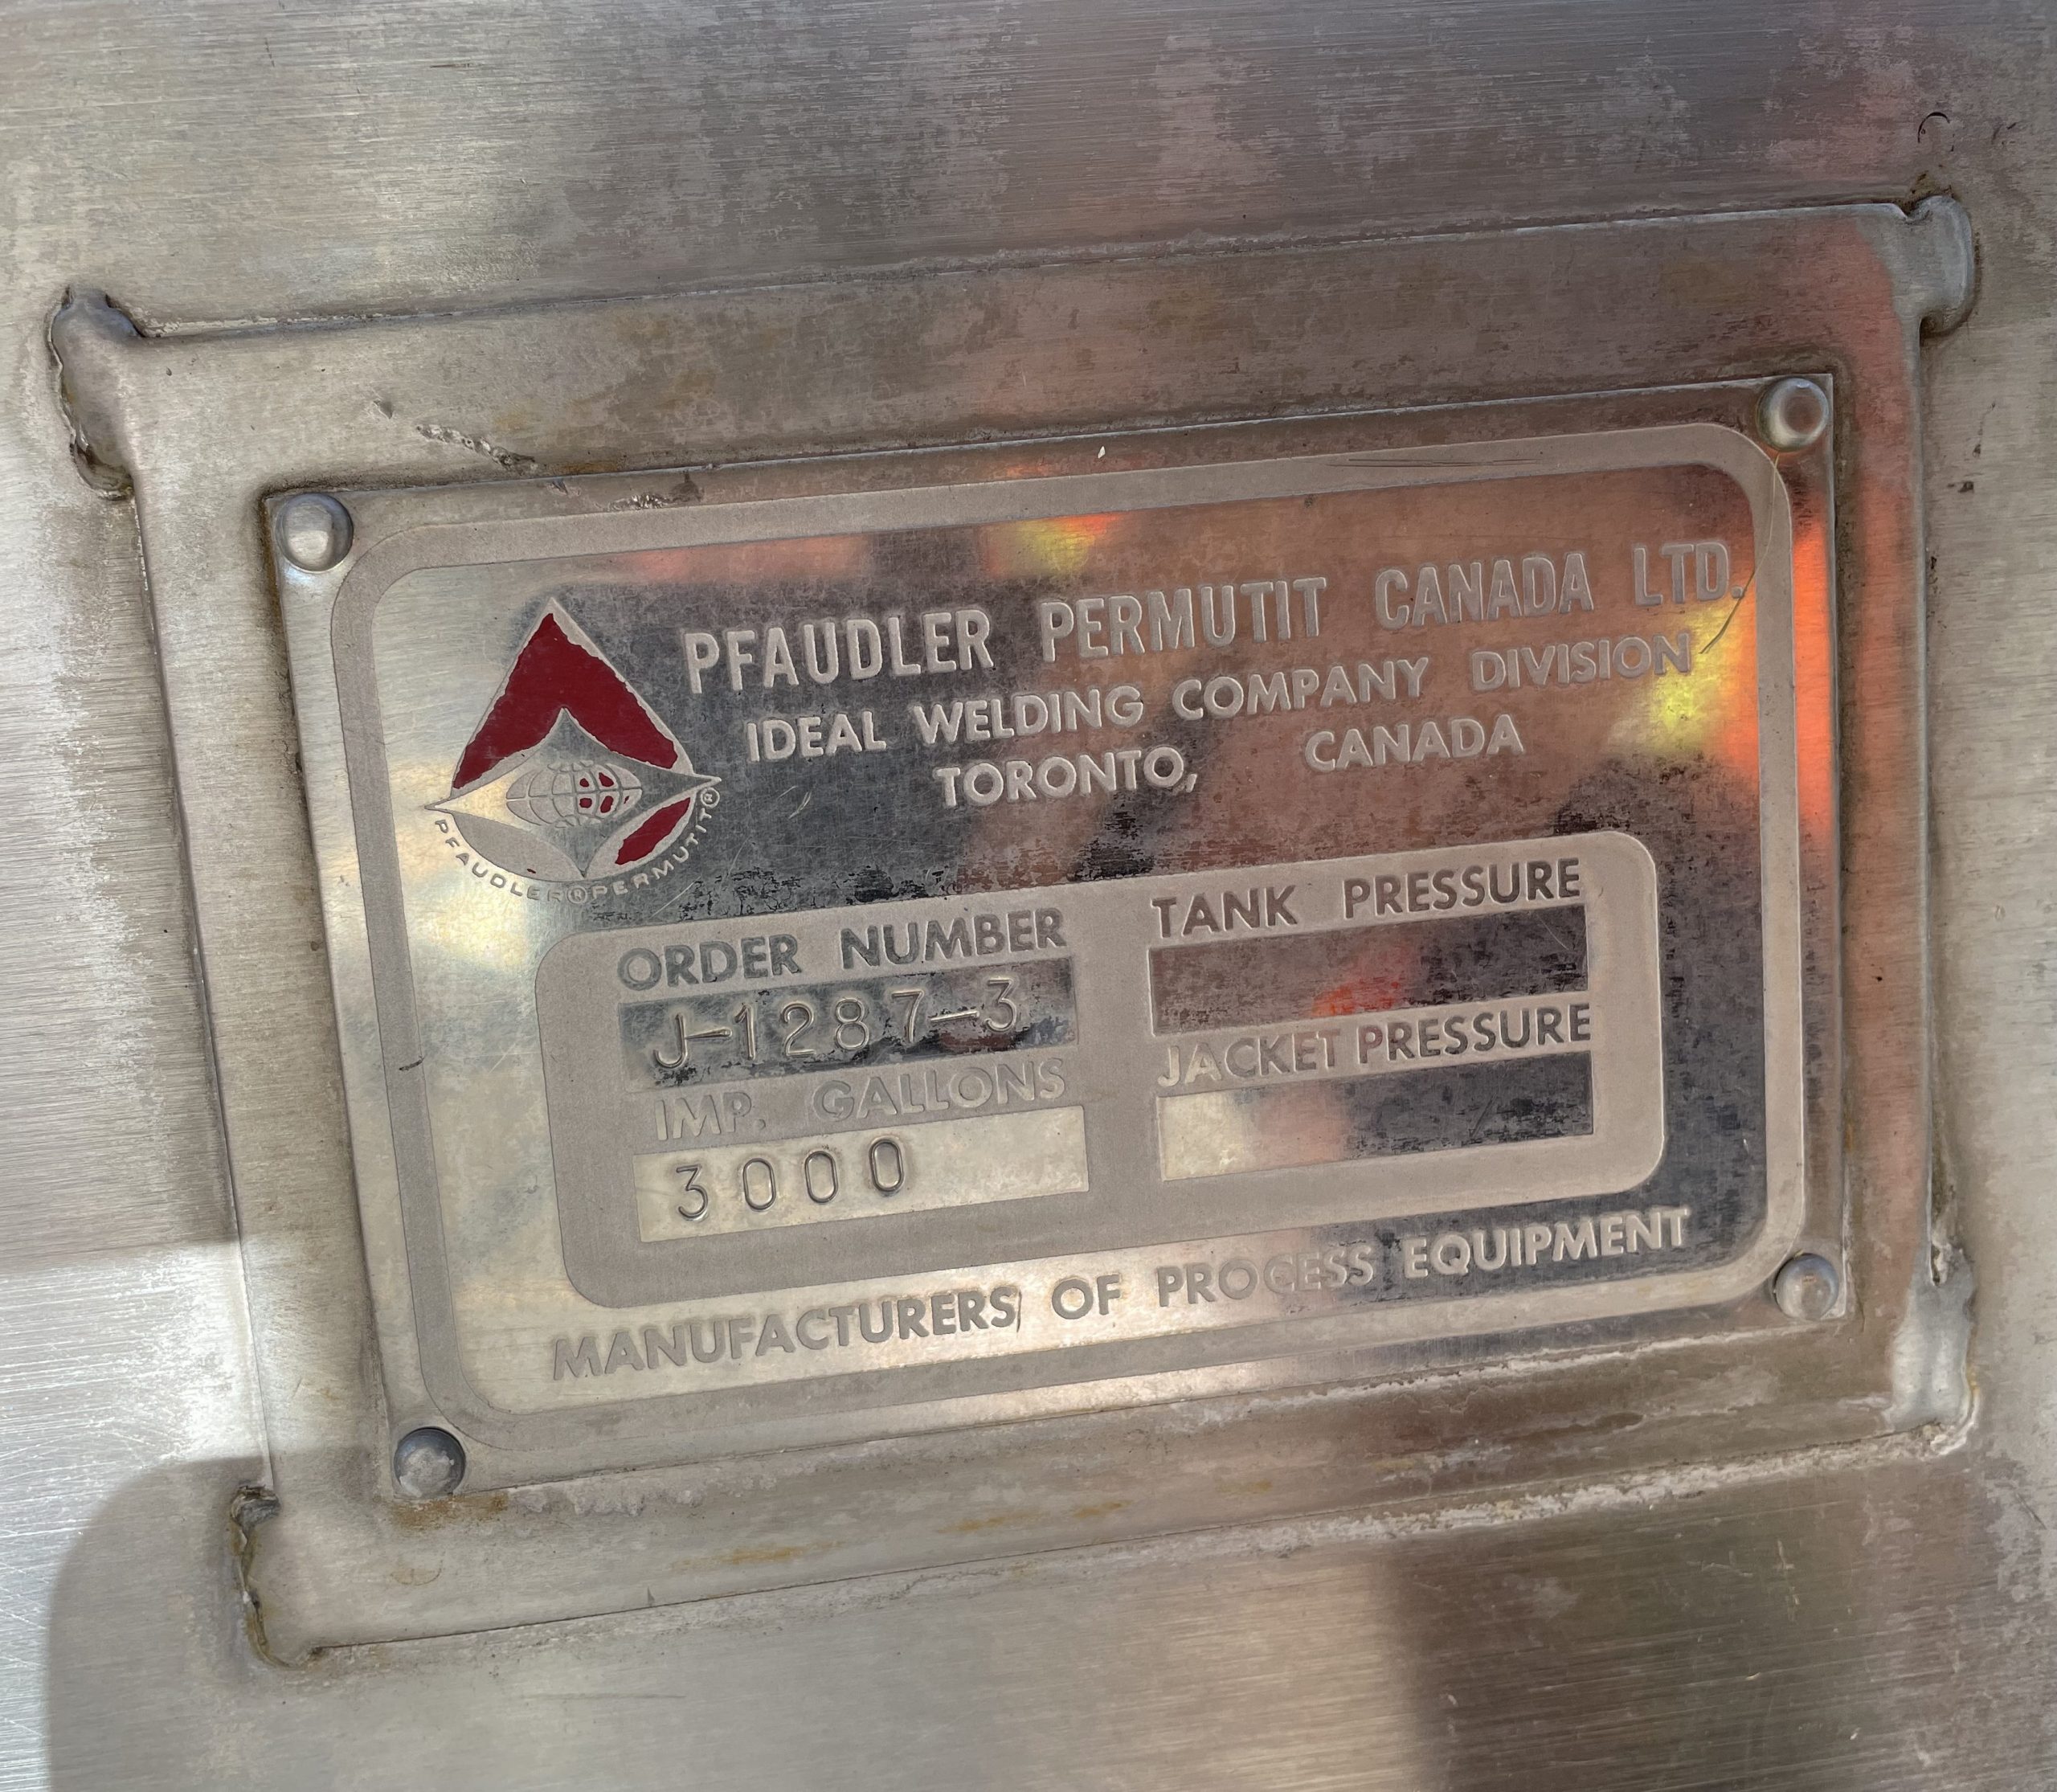 PFAUDLER PERMUTIT CANADA LTD.
IDEAL WELDING COMPANY DIVISION
TORONTO, CANADA
PFAUDLER®PERMUTIT®
ORDER NUMBER
J-1287-3
IMP. GALLONS
3000
TANK PRESSURE
JACKET PRESSURE
MANUFACTURERS OF PROCESS EQUIPMENT